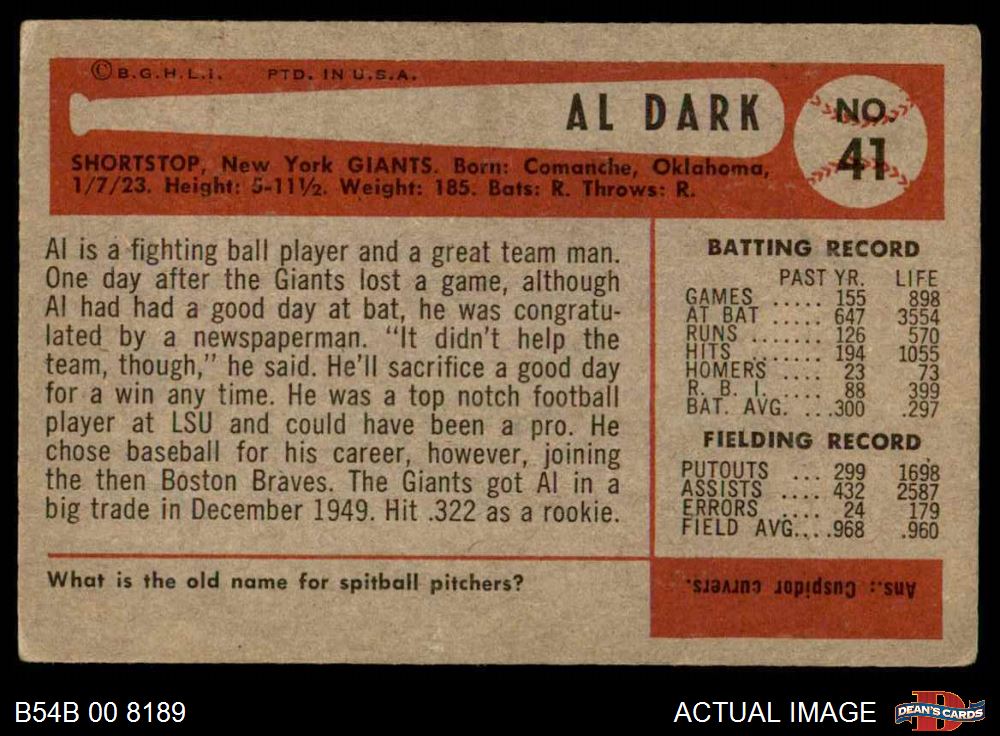 ©B.G.H.L.I. PTD. IN U.S.A.
AL DARK
NO.
41
SHORTSTOP, New York GIANTS. Born: Comanche, Oklahoma,
1/7/23. Height: 5-11½. Weight: 185. Bats: R. Throws: R.
Al is a fighting ball player and a great team man.
One day after the Giants lost a game, although
Al had had a good day at bat, he was congratu-
lated by a newspaperman. "It didn't help the
team, though," he said. He'll sacrifice a good day
for a win any time. He was a top notch football
player at LSU and could have been a pro. He
chose baseball for his career, however, joining
the then Boston Braves. The Giants got Al in a
big trade in December 1949. Hit .322 as a rookie.
BATTING RECORD
PAST YR. LIFE
GAMES ..... 155 898
AT BAT ..... 647 3554
RUNS ....... 126 570
HITS ....... 194 1055
HOMERS .... 23 73
R. B. I. .... 88 399
BAT. AVG. ...300 .297
FIELDING RECORD
PUTOUTS ... 299 1698
ASSISTS .... 432 2587
ERRORS .... 24 179
FIELD AVG....968 .960
What is the old name for spitball pitchers?
Ans.: Cuspidor curvers.
B54B 00 8189
ACTUAL IMAGE
DEAN'S CARDS